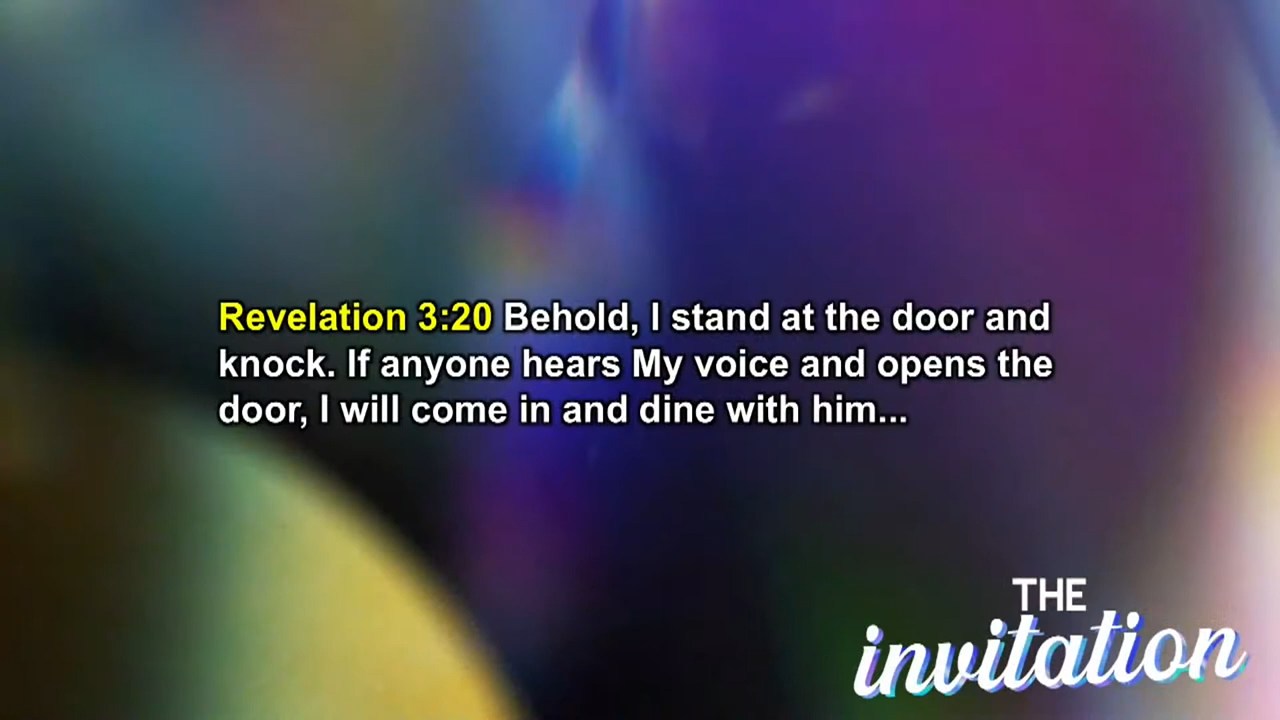 Revelation 3:20 Behold, I stand at the door and
knock. If anyone hears My voice and opens the
door, I will come in and dine with him...
THE
invitation